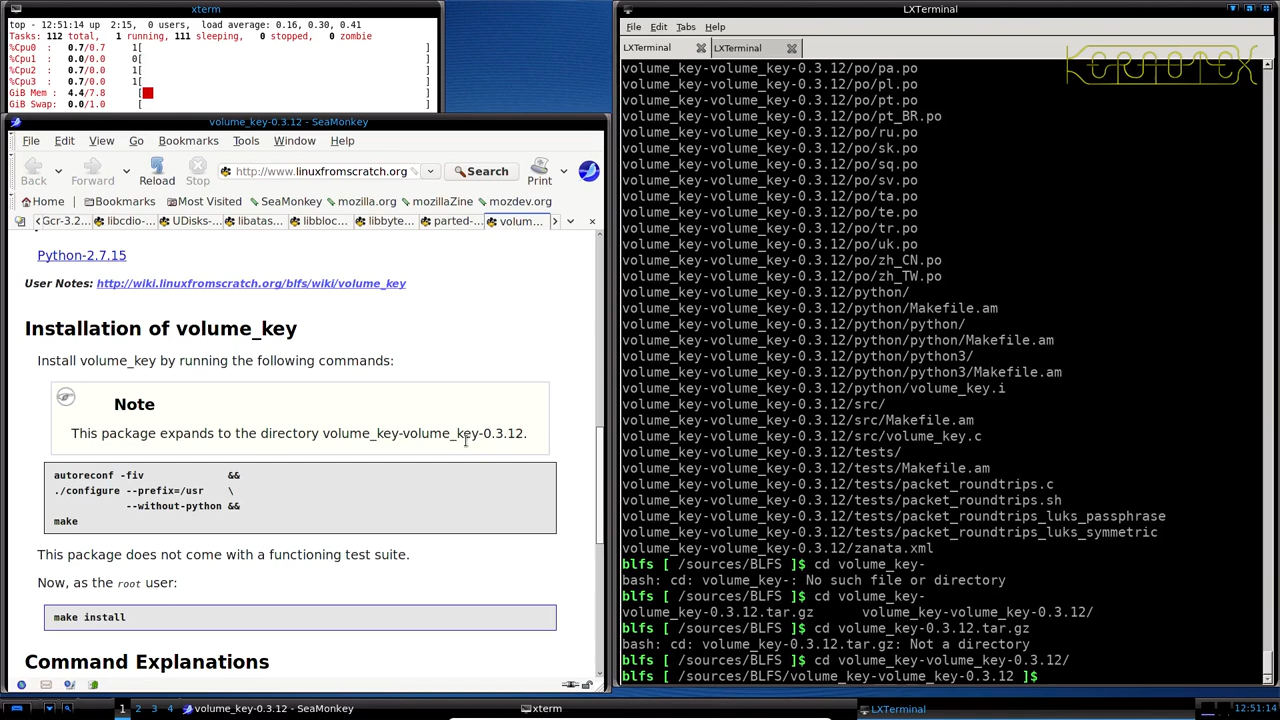 xterm
top - 12:51:14 up  2:15,  0 users,  load average: 0.16, 0.30, 0.41
Tasks: 112 total,   1 running, 111 sleeping,   0 stopped,   0 zombie
%Cpu0  :   0.7/0.7     1[                                                  ]
%Cpu1  :   0.0/0.0     0[                                                  ]
%Cpu2  :   0.7/0.0     1[                                                  ]
%Cpu3  :   0.7/0.0     1[                                                  ]
GiB Mem :  4.4/7.8      [                                                  ]
GiB Swap:  0.0/1.0      [                                                  ]
volume_key-0.3.12 - SeaMonkey
File Edit View Go Bookmarks Tools Window Help
Back Forward Reload Stop http://www.linuxfromscratch.org Search Print
Home Bookmarks Most Visited SeaMonkey mozilla.org mozillaZine mozdev.org
Gcr-3.2... libcdio-... UDisks-... libatas... libbloc... libbyte... parted-... volum...
Python-2.7.15
User Notes: http://wiki.linuxfromscratch.org/blfs/wiki/volume_key
Installation of volume_key
Install volume_key by running the following commands:
Note
This package expands to the directory volume_key-volume_key-0.3.12.
autoreconf -fiv              &&
./configure --prefix=/usr    \
            --without-python &&
make
This package does not come with a functioning test suite.
Now, as the root user:
make install
Command Explanations
LXTerminal
File Edit Tabs Help
LXTerminal LXTerminal
KERNOTEX
volume_key-volume_key-0.3.12/po/pa.po
volume_key-volume_key-0.3.12/po/pl.po
volume_key-volume_key-0.3.12/po/pt.po
volume_key-volume_key-0.3.12/po/pt_BR.po
volume_key-volume_key-0.3.12/po/ru.po
volume_key-volume_key-0.3.12/po/sk.po
volume_key-volume_key-0.3.12/po/sq.po
volume_key-volume_key-0.3.12/po/sv.po
volume_key-volume_key-0.3.12/po/ta.po
volume_key-volume_key-0.3.12/po/te.po
volume_key-volume_key-0.3.12/po/tr.po
volume_key-volume_key-0.3.12/po/uk.po
volume_key-volume_key-0.3.12/po/zh_CN.po
volume_key-volume_key-0.3.12/po/zh_TW.po
volume_key-volume_key-0.3.12/python/
volume_key-volume_key-0.3.12/python/Makefile.am
volume_key-volume_key-0.3.12/python/python/
volume_key-volume_key-0.3.12/python/python/Makefile.am
volume_key-volume_key-0.3.12/python/python3/
volume_key-volume_key-0.3.12/python/python3/Makefile.am
volume_key-volume_key-0.3.12/python/volume_key.i
volume_key-volume_key-0.3.12/src/
volume_key-volume_key-0.3.12/src/Makefile.am
volume_key-volume_key-0.3.12/src/volume_key.c
volume_key-volume_key-0.3.12/tests/
volume_key-volume_key-0.3.12/tests/Makefile.am
volume_key-volume_key-0.3.12/tests/packet_roundtrips.c
volume_key-volume_key-0.3.12/tests/packet_roundtrips.sh
volume_key-volume_key-0.3.12/tests/packet_roundtrips_luks_passphrase
volume_key-volume_key-0.3.12/tests/packet_roundtrips_luks_symmetric
volume_key-volume_key-0.3.12/zanata.xml
blfs [ /sources/BLFS ]$ cd volume_key-
bash: cd: volume_key-: No such file or directory
blfs [ /sources/BLFS ]$ cd volume_key-
volume_key-0.3.12.tar.gz      volume_key-volume_key-0.3.12/
blfs [ /sources/BLFS ]$ cd volume_key-0.3.12.tar.gz
bash: cd: volume_key-0.3.12.tar.gz: Not a directory
blfs [ /sources/BLFS ]$ cd volume_key-volume_key-0.3.12/
blfs [ /sources/BLFS/volume_key-volume_key-0.3.12 ]$
1 2 3 4 volume_key-0.3.12 - SeaMonkey xterm LXTerminal 12:51:14